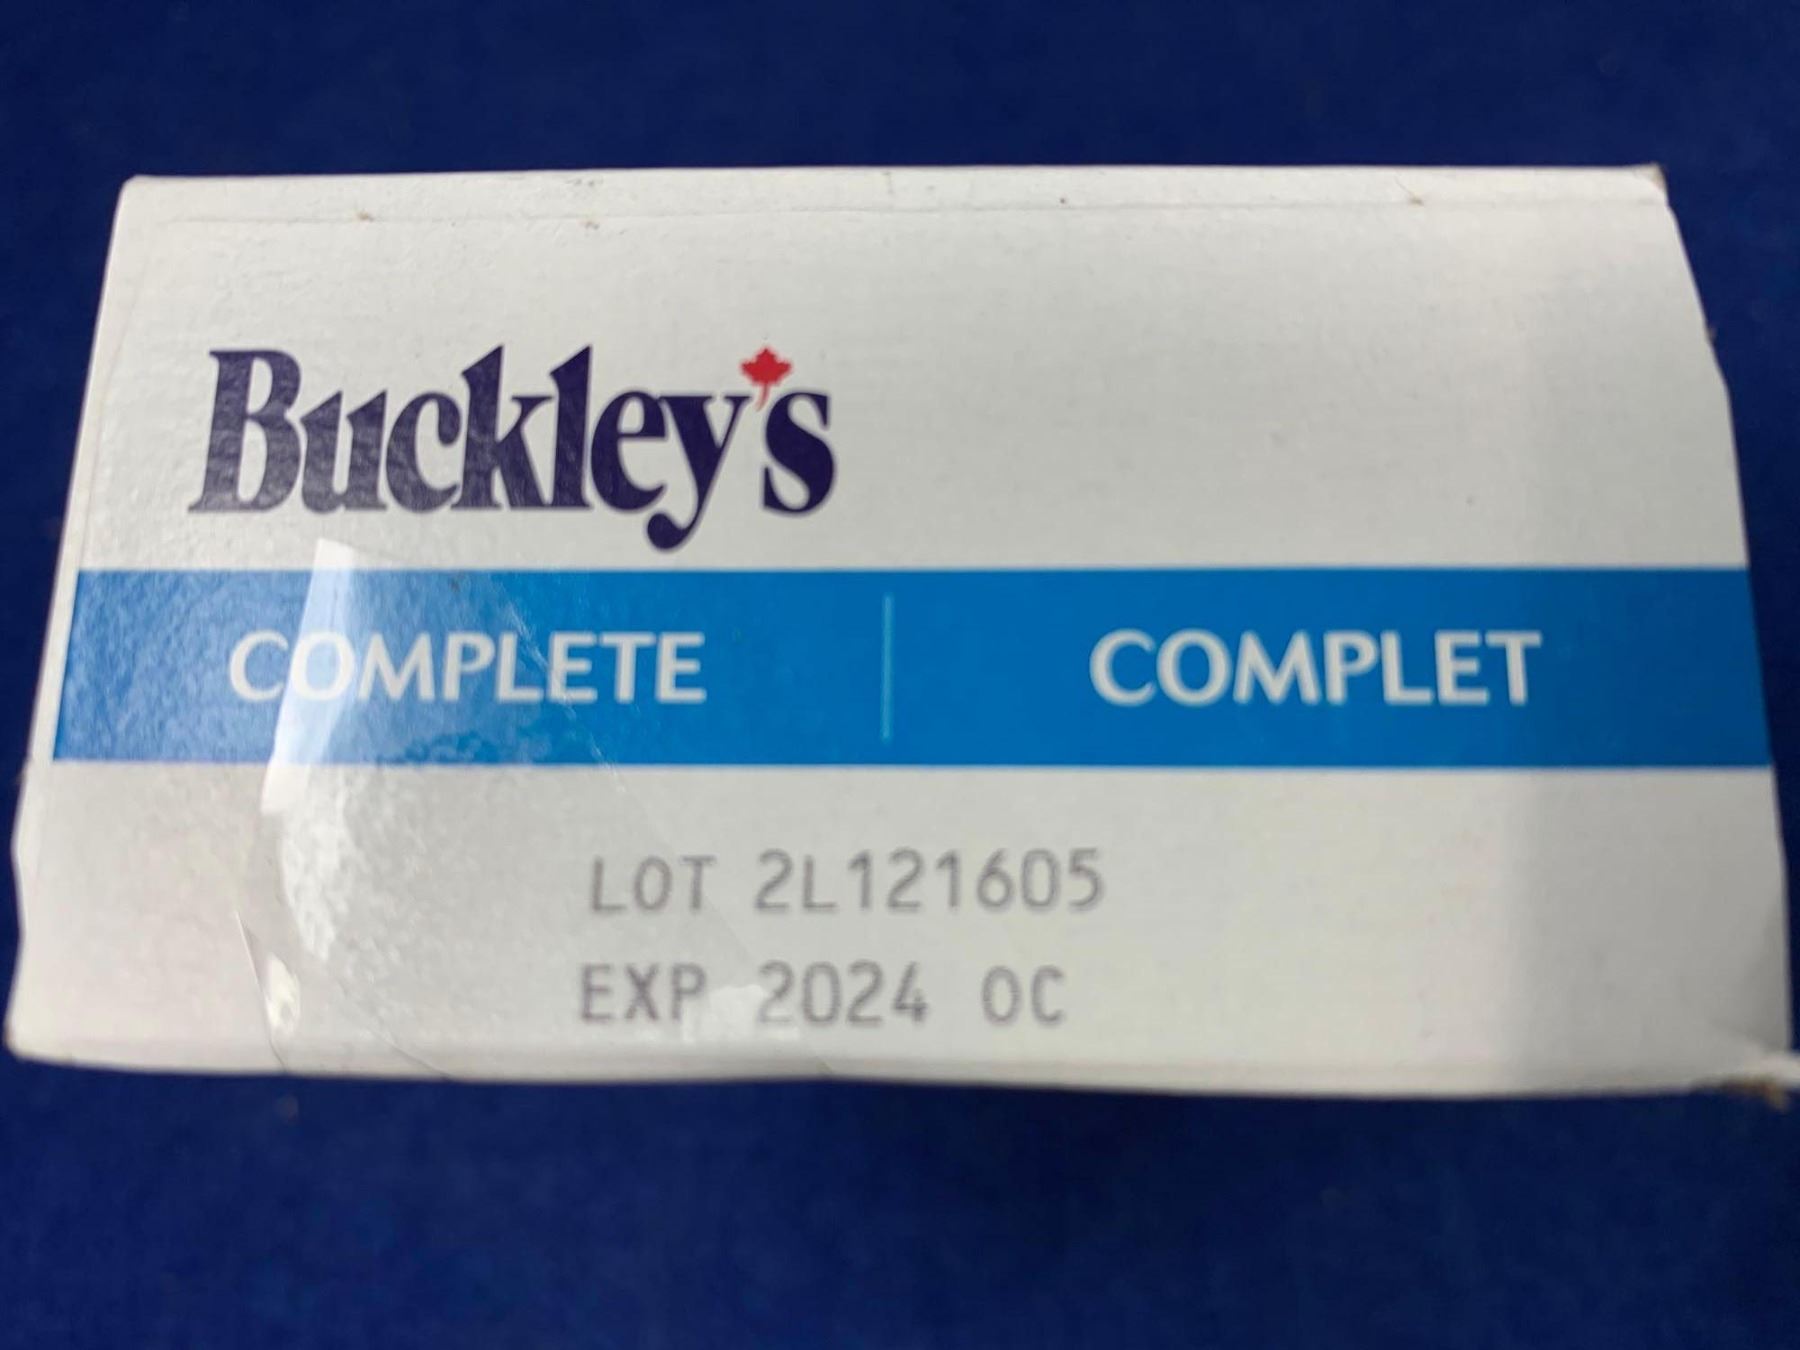 Buckley's
COMPLETE | COMPLET
LOT 2L121605
EXP 2024 OC